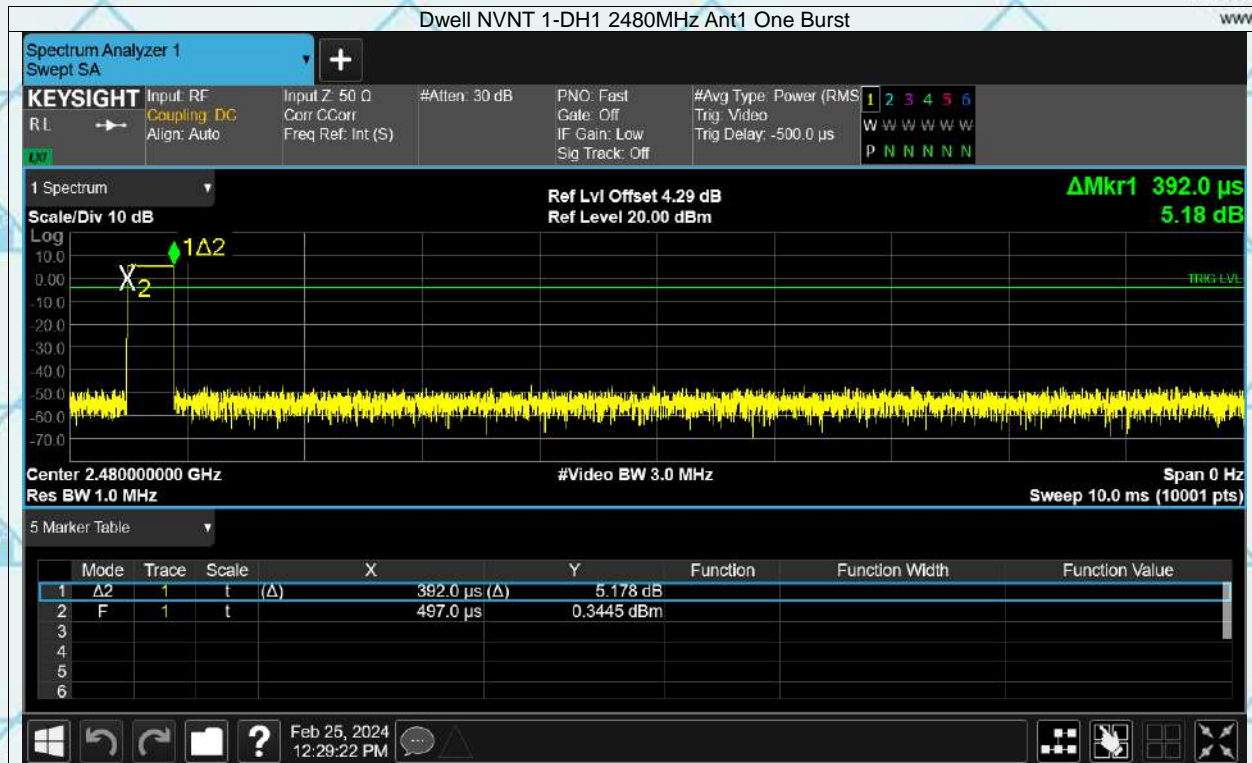 Dwell NVNT 1-DH1 2480MHz Ant1 One Burst
www
Spectrum Analyzer 1
Swept SA
+
KEYSIGHT Input: RF Input Z: 50 Ω #Atten: 30 dB PNO: Fast #Avg Type: Power (RMS 1 2 3 4 5 6
RL Coupling: DC Corr CCorr Gate: Off Trig: Video W W W W W W
Align: Auto Freq Ref: Int (S) IF Gain: Low Trig Delay: -500.0 µs
LXI Sig Track: Off P N N N N N
1 Spectrum Ref Lvl Offset 4.29 dB ΔMkr1 392.0 µs
Scale/Div 10 dB Ref Level 20.00 dBm 5.18 dB
Log
10.0 1Δ2
0.00 X2 TRIG LVL
-10.0
-20.0
-30.0
-40.0
-50.0
-60.0
-70.0
Center 2.480000000 GHz #Video BW 3.0 MHz Span 0 Hz
Res BW 1.0 MHz Sweep 10.0 ms (10001 pts)
5 Marker Table
Mode Trace Scale X Y Function Function Width Function Value
1 Δ2 1 t (Δ) 392.0 µs (Δ) 5.178 dB
2 F 1 t 497.0 µs 0.3445 dBm
3
4
5
6
? Feb 25, 2024
12:29:22 PM